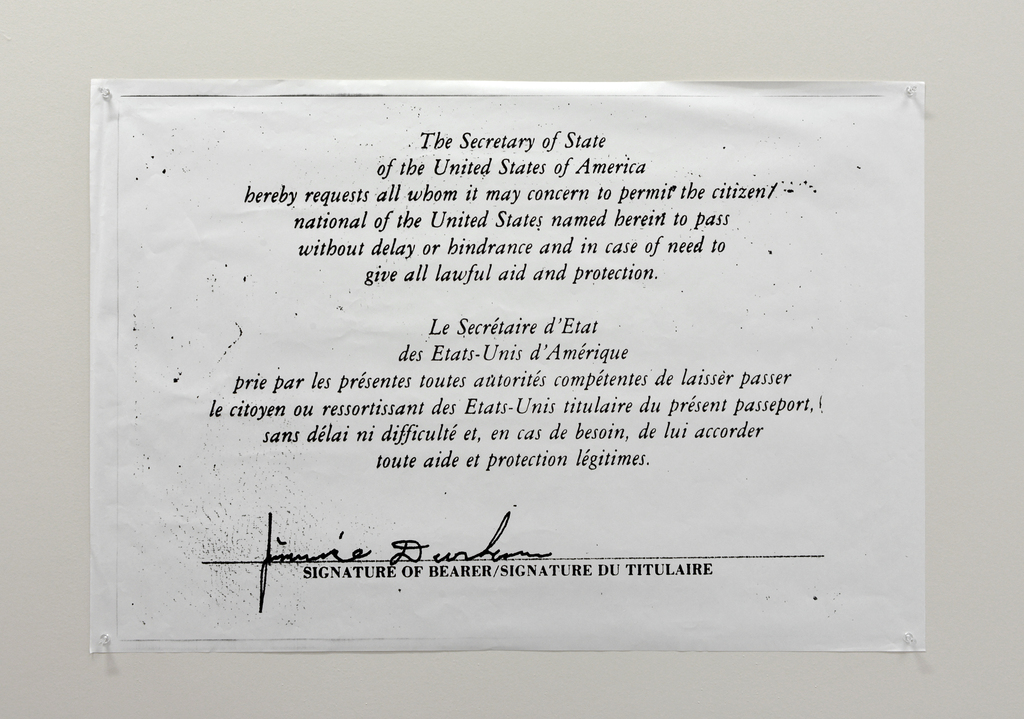 The Secretary of State
of the United States of America
hereby requests all whom it may concern to permit the citizen/
national of the United States named herein to pass
without delay or hindrance and in case of need to
give all lawful aid and protection.
Le Secrétaire d'Etat
des Etats-Unis d'Amérique
prie par les présentes toutes autorités compétentes de laisser passer
le citoyen ou ressortissant des Etats-Unis titulaire du présent passeport,
sans délai ni difficulté et, en cas de besoin, de lui accorder
toute aide et protection légitimes.
Jimmie Durham
SIGNATURE OF BEARER/SIGNATURE DU TITULAIRE